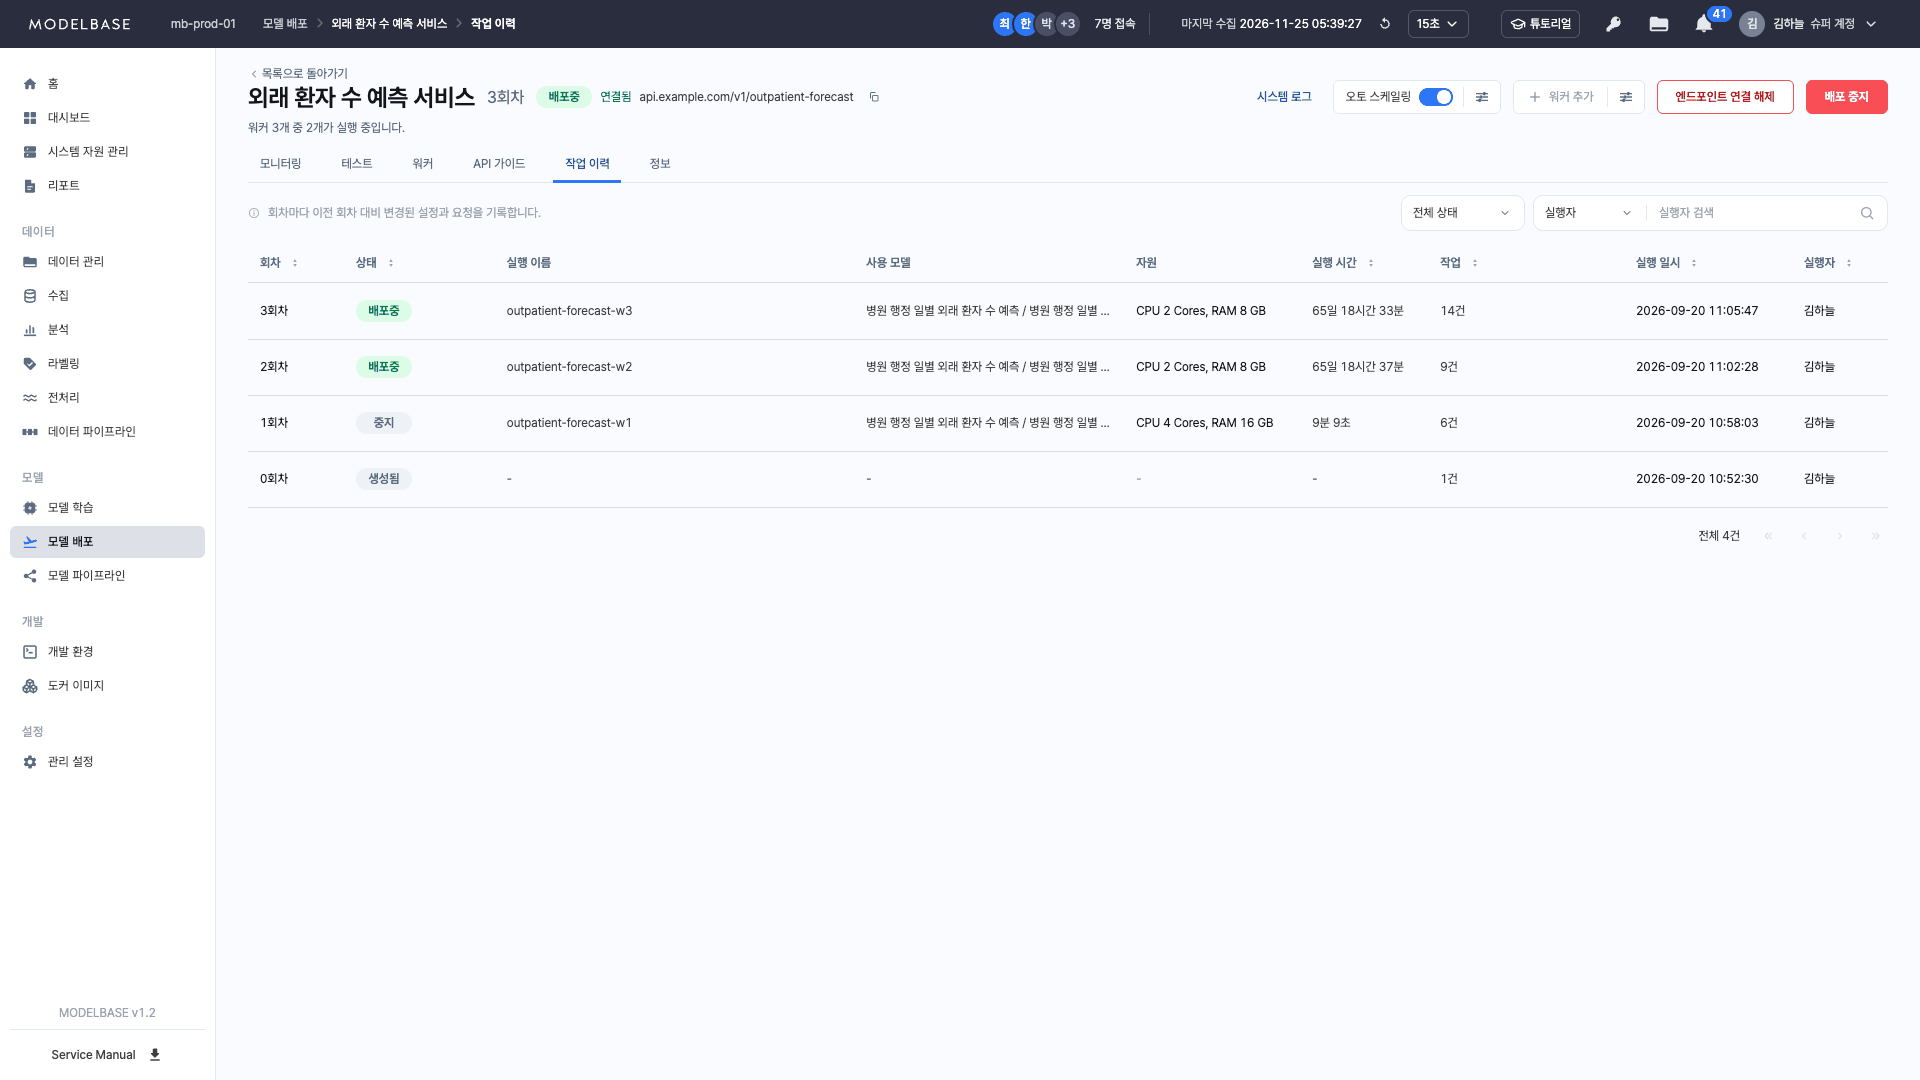 MODELBASE
mb-prod-01
모델 배포 > 외래 환자 수 예측 서비스 > 작업 이력
최 한 박 +3 7명 접속
마지막 수집 2026-11-25 05:39:27
15초
튜토리얼
41
김 김하늘 슈퍼 계정
홈
대시보드
시스템 자원 관리
리포트
데이터
데이터 관리
수집
분석
라벨링
전처리
데이터 파이프라인
모델
모델 학습
모델 배포
모델 파이프라인
개발
개발 환경
도커 이미지
설정
관리 설정
MODELBASE v1.2
Service Manual
목록으로 돌아가기
외래 환자 수 예측 서비스 3회차 배포중 연결됨 api.example.com/v1/outpatient-forecast
시스템 로그 오토 스케일링 워커 추가 엔드포인트 연결 해제 배포 중지
워커 3개 중 2개가 실행 중입니다.
모니터링 테스트 워커 API 가이드 작업 이력 정보
회차마다 이전 회차 대비 변경된 설정과 요청을 기록합니다.
전체 상태 실행자 실행자 검색
회차 상태 실행 이름 사용 모델 자원 실행 시간 작업 실행 일시 실행자
3회차 배포중 outpatient-forecast-w3 병원 행정 일별 외래 환자 수 예측 / 병원 행정 일별 ... CPU 2 Cores, RAM 8 GB 65일 18시간 33분 14건 2026-09-20 11:05:47 김하늘
2회차 배포중 outpatient-forecast-w2 병원 행정 일별 외래 환자 수 예측 / 병원 행정 일별 ... CPU 2 Cores, RAM 8 GB 65일 18시간 37분 9건 2026-09-20 11:02:28 김하늘
1회차 중지 outpatient-forecast-w1 병원 행정 일별 외래 환자 수 예측 / 병원 행정 일별 ... CPU 4 Cores, RAM 16 GB 9분 9초 6건 2026-09-20 10:58:03 김하늘
0회차 생성됨 - - - - 1건 2026-09-20 10:52:30 김하늘
전체 4건